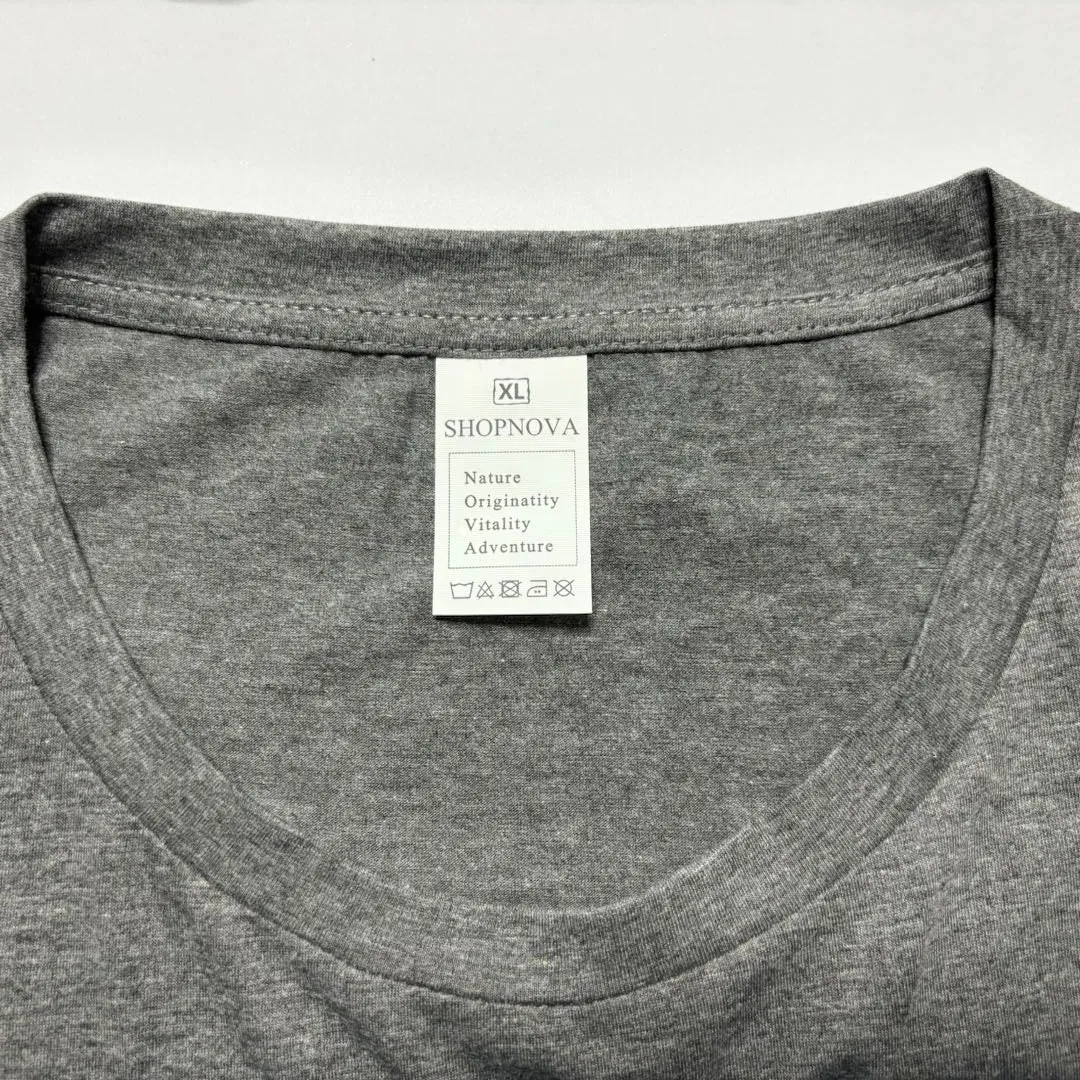 XL
SHOPNOVA
Nature
Originatity
Vitality
Adventure